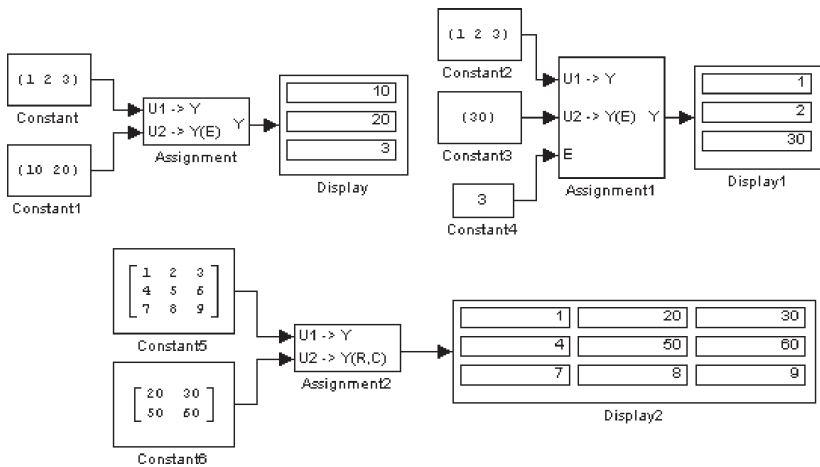 (1 2 3)
Constant
(10 20)
Constant1
U1 -> Y
U2 -> Y(E) Y
Assignment
10
20
3
Display
(1 2 3)
Constant2
(30)
Constant3
3
Constant4
U1 -> Y
U2 -> Y(E) Y
E
Assignment1
1
2
30
Display1
1 2 3
4 5 6
7 8 9
Constant5
20 30
50 60
Constant6
U1 -> Y
U2 -> Y(R,C)
Assignment2
1 20 30
4 50 60
7 8 9
Display2